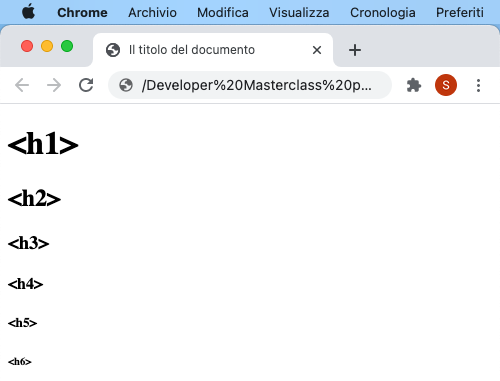 Chrome Archivio Modifica Visualizza Cronologia Preferiti
Il titolo del documento
/Developer%20Masterclass%20p...
S
<h1>
<h2>
<h3>
<h4>
<h5>
<h6>